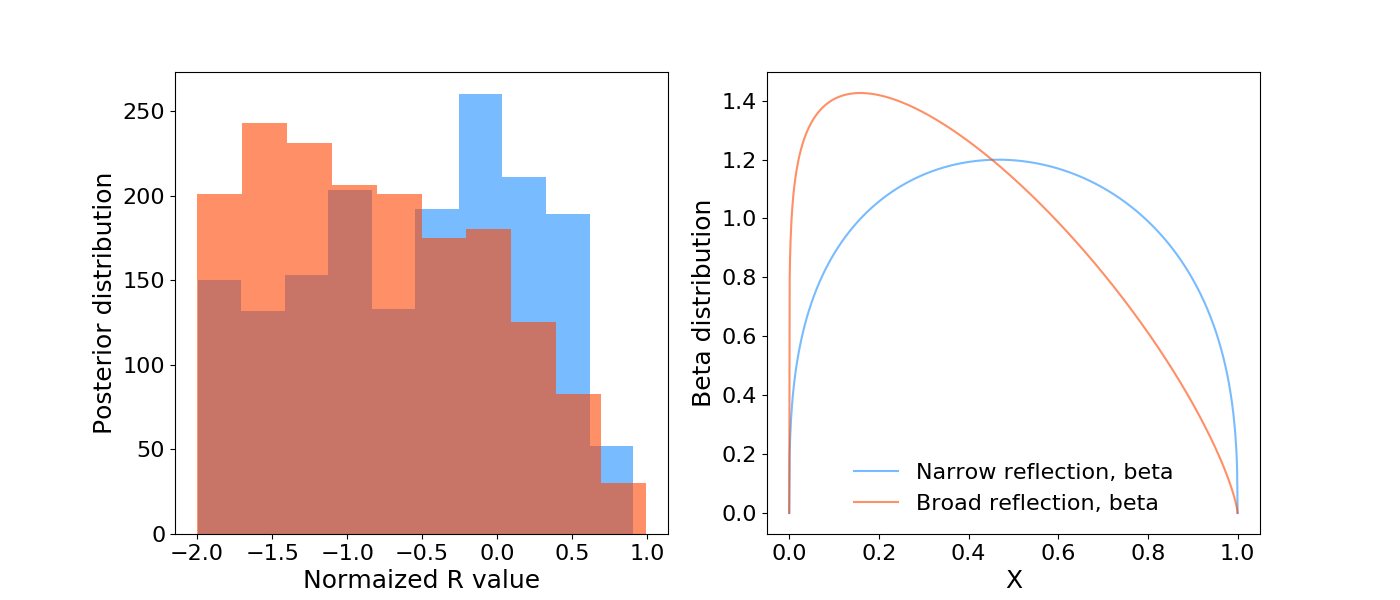 Posterior distribution
250
200
150
100
50
0
−2.0 −1.5 −1.0 −0.5 0.0 0.5 1.0
Normaized R value
Beta distribution
1.4
1.2
1.0
0.8
0.6
0.4
0.2
0.0
Narrow reflection, beta
Broad reflection, beta
0.0 0.2 0.4 0.6 0.8 1.0
X